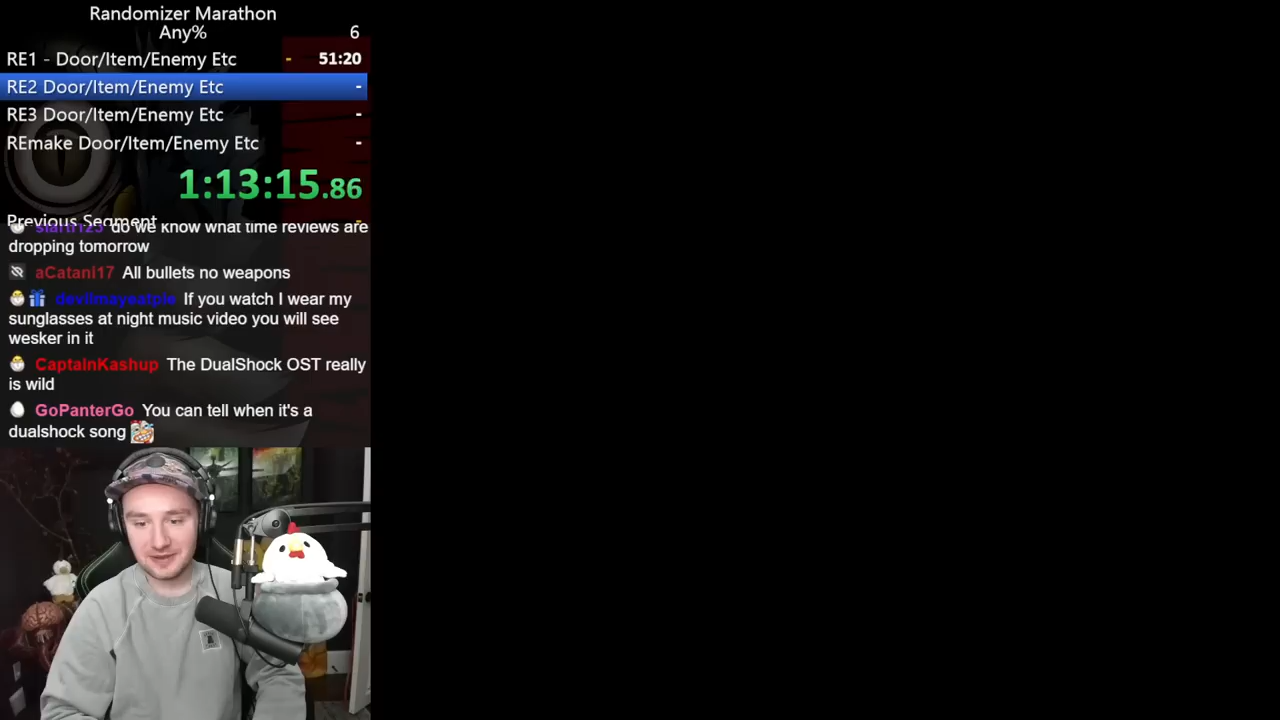 Randomizer Marathon
Any% 6
RE1 - Door/Item/Enemy Etc - 51:20
RE2 Door/Item/Enemy Etc -
RE3 Door/Item/Enemy Etc -
REmake Door/Item/Enemy Etc -
1:13:15.86
Previous Segment -
do we know what time reviews are
dropping tomorrow
aCatani17 All bullets no weapons
devilmayeatpie If you watch I wear my
sunglasses at night music video you will see
wesker in it
CaptainKashup The DualShock OST really
is wild
GoPanterGo You can tell when it's a
dualshock song